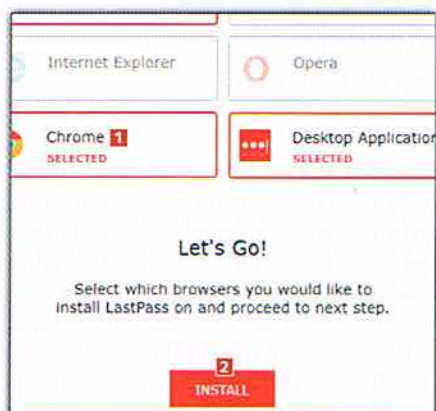 Internet Explorer
Opera
Chrome 1
SELECTED
Desktop Application
SELECTED
Let's Go!
Select which browsers you would like to
install LastPass on and proceed to next step.
2
INSTALL